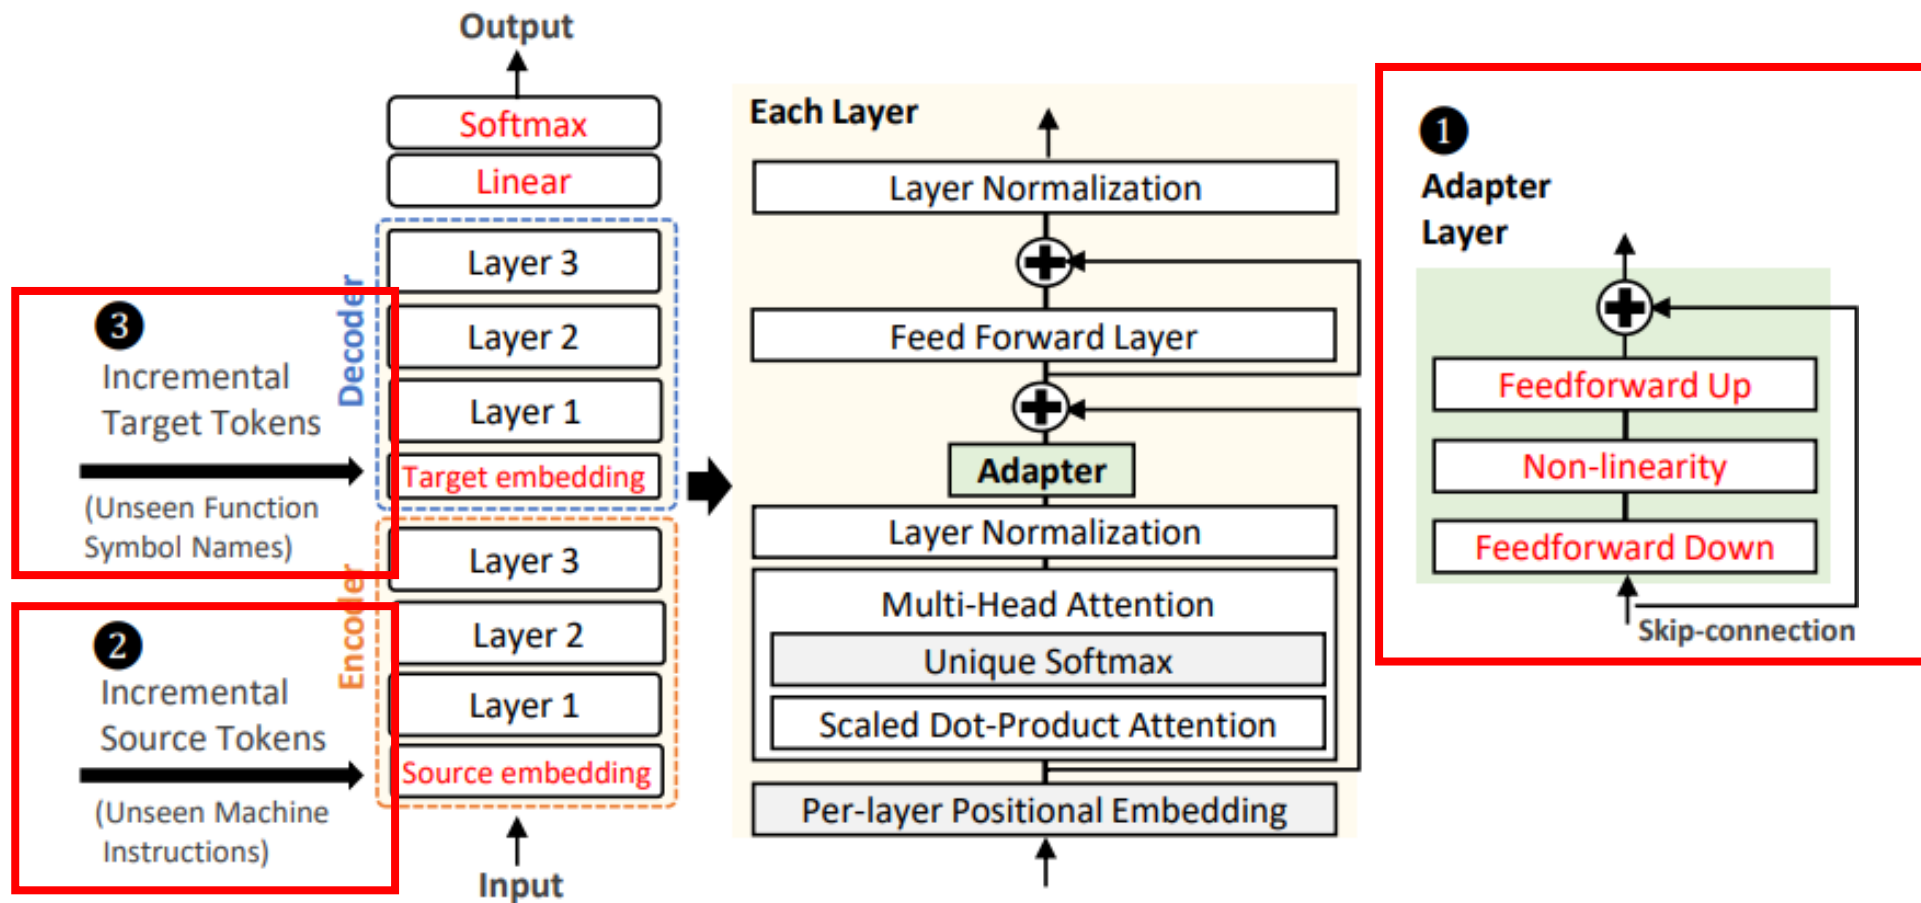 Output
Softmax
Linear
Decoder
Layer 3
Layer 2
Layer 1
Target embedding
Encoder
Layer 3
Layer 2
Layer 1
Source embedding
Input
3
Incremental
Target Tokens
(Unseen Function
Symbol Names)
2
Incremental
Source Tokens
(Unseen Machine
Instructions)
Each Layer
Layer Normalization
Feed Forward Layer
Adapter
Layer Normalization
Multi-Head Attention
Unique Softmax
Scaled Dot-Product Attention
Per-layer Positional Embedding
1
Adapter
Layer
Feedforward Up
Non-linearity
Feedforward Down
Skip-connection